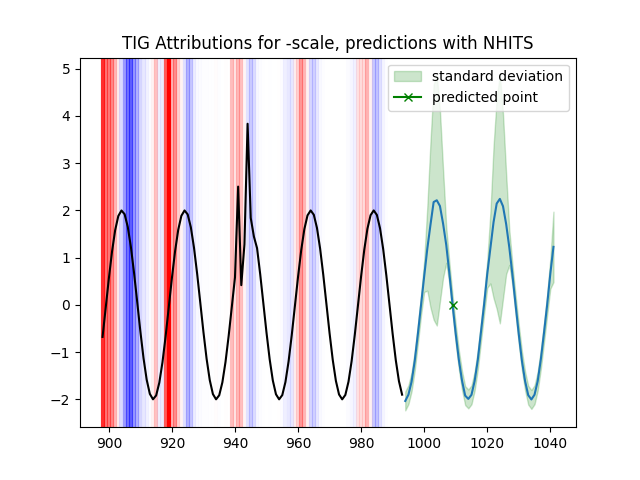 TIG Attributions for -scale, predictions with NHITS
standard deviation
predicted point
5
4
3
2
1
0
−1
−2
900 920 940 960 980 1000 1020 1040